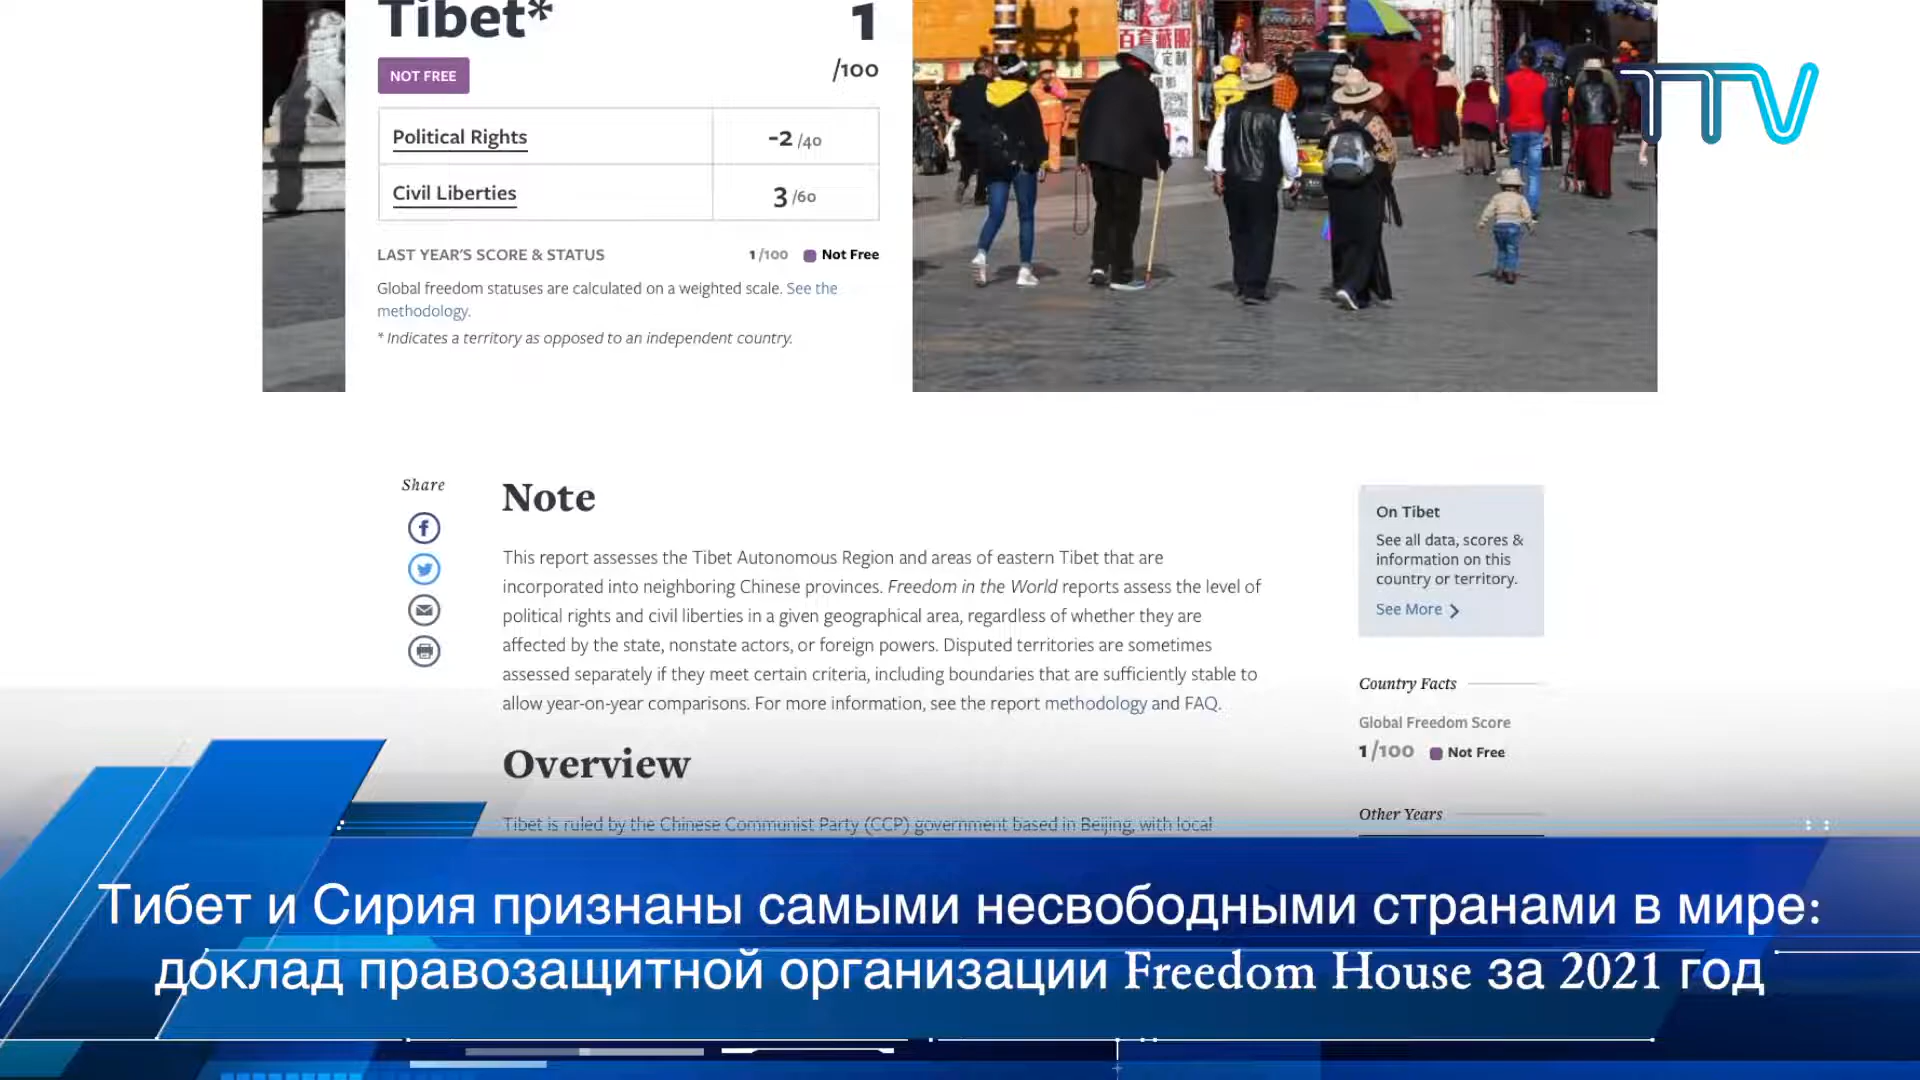 Tibet*
1
/100
NOT FREE
Political Rights
-2 /40
Civil Liberties
3 /60
LAST YEAR'S SCORE & STATUS
1 /100 Not Free
Global freedom statuses are calculated on a weighted scale. See the
methodology.
* Indicates a territory as opposed to an independent country.
百套藏服
定制
TTV
Share
Note
This report assesses the Tibet Autonomous Region and areas of eastern Tibet that are
incorporated into neighboring Chinese provinces. Freedom in the World reports assess the level of
political rights and civil liberties in a given geographical area, regardless of whether they are
affected by the state, nonstate actors, or foreign powers. Disputed territories are sometimes
assessed separately if they meet certain criteria, including boundaries that are sufficiently stable to
allow year-on-year comparisons. For more information, see the report methodology and FAQ.
On Tibet
See all data, scores &
information on this
country or territory.
See More
Country Facts
Global Freedom Score
1 /100 Not Free
Other Years
Overview
Tibet is ruled by the Chinese Communist Party (CCP) government based in Beijing, with local
Тибет и Сирия признаны самыми несвободными странами в мире:
доклад правозащитной организации Freedom House за 2021 год